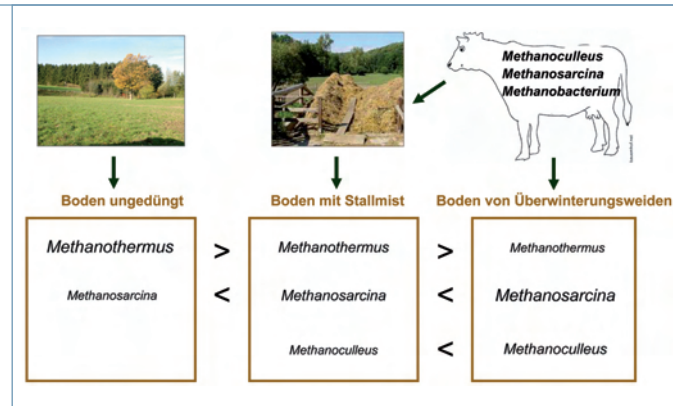 Methanoculleus
Methanosarcina
Methanobacterium
Boden ungedüngt
Boden mit Stallmist
Boden von Überwinterungsweiden
Methanothermus > Methanothermus > Methanothermus
Methanosarcina < Methanosarcina < Methanosarcina
Methanoculleus < Methanoculleus